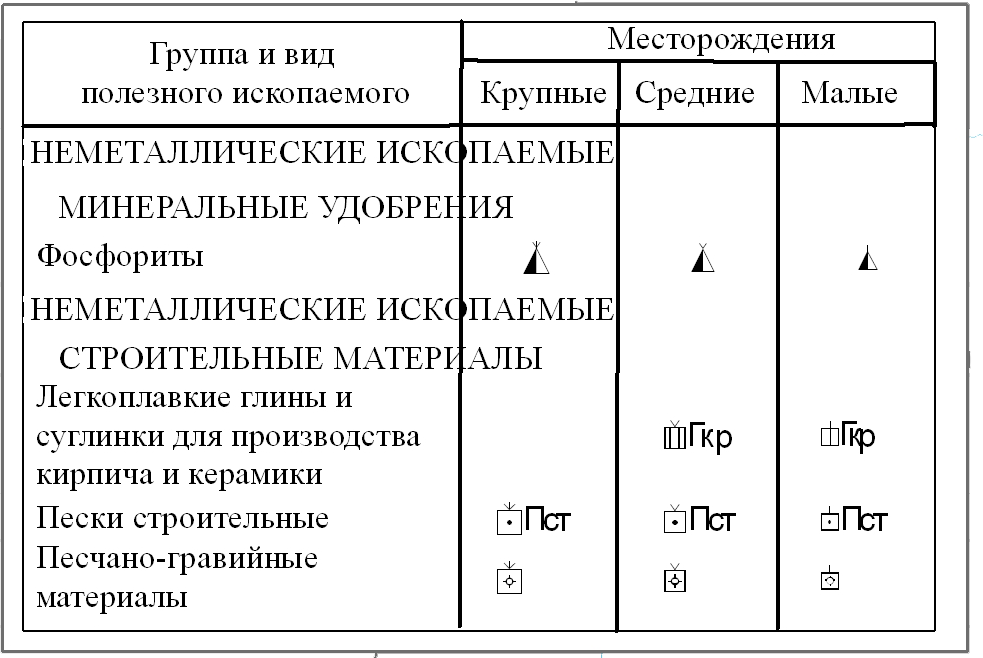 Группа и вид
полезного ископаемого
Месторождения
Крупные Средние Малые
НЕМЕТАЛЛИЧЕСКИЕ ИСКОПАЕМЫЕ
МИНЕРАЛЬНЫЕ УДОБРЕНИЯ
Фосфориты
НЕМЕТАЛЛИЧЕСКИЕ ИСКОПАЕМЫЕ
СТРОИТЕЛЬНЫЕ МАТЕРИАЛЫ
Легкоплавкие глины и
суглинки для производства
кирпича и керамики
Гкр Гкр
Пески строительные Пст Пст Пст
Песчано-гравийные
материалы